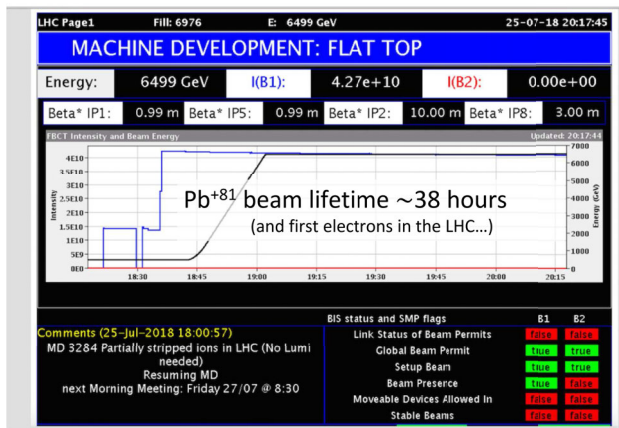 LHC Page1 Fill: 6976 E: 6499 GeV 25-07-18 20:17:45
MACHINE DEVELOPMENT: FLAT TOP
Energy: 6499 GeV I(B1): 4.27e+10 I(B2): 0.00e+00
Beta* IP1: 0.99 m Beta* IP5: 0.99 m Beta* IP2: 10.00 m Beta* IP8: 3.00 m
FBCT Intensity and Beam Energy Updated: 20:17:44
Intensity
4E10
3.5E10
3E10
2.5E10
2E10
1.5E10
1E10
5E9
0E0
Pb+81 beam lifetime ~38 hours
(and first electrons in the LHC...)
7000
6000
5000
4000
3000
2000
1000
0
Energy (GeV)
18:30 18:45 19:00 19:15 19:30 19:45 20:00 20:15
Comments (25-Jul-2018 18:00:57)
MD 3284 Partially stripped ions in LHC (No Lumi
needed)
Resuming MD
next Morning Meeting: Friday 27/07 @ 8:30
BIS status and SMP flags B1 B2
Link Status of Beam Permits false false
Global Beam Permit true true
Setup Beam true true
Beam Presence true false
Moveable Devices Allowed In false false
Stable Beams false false